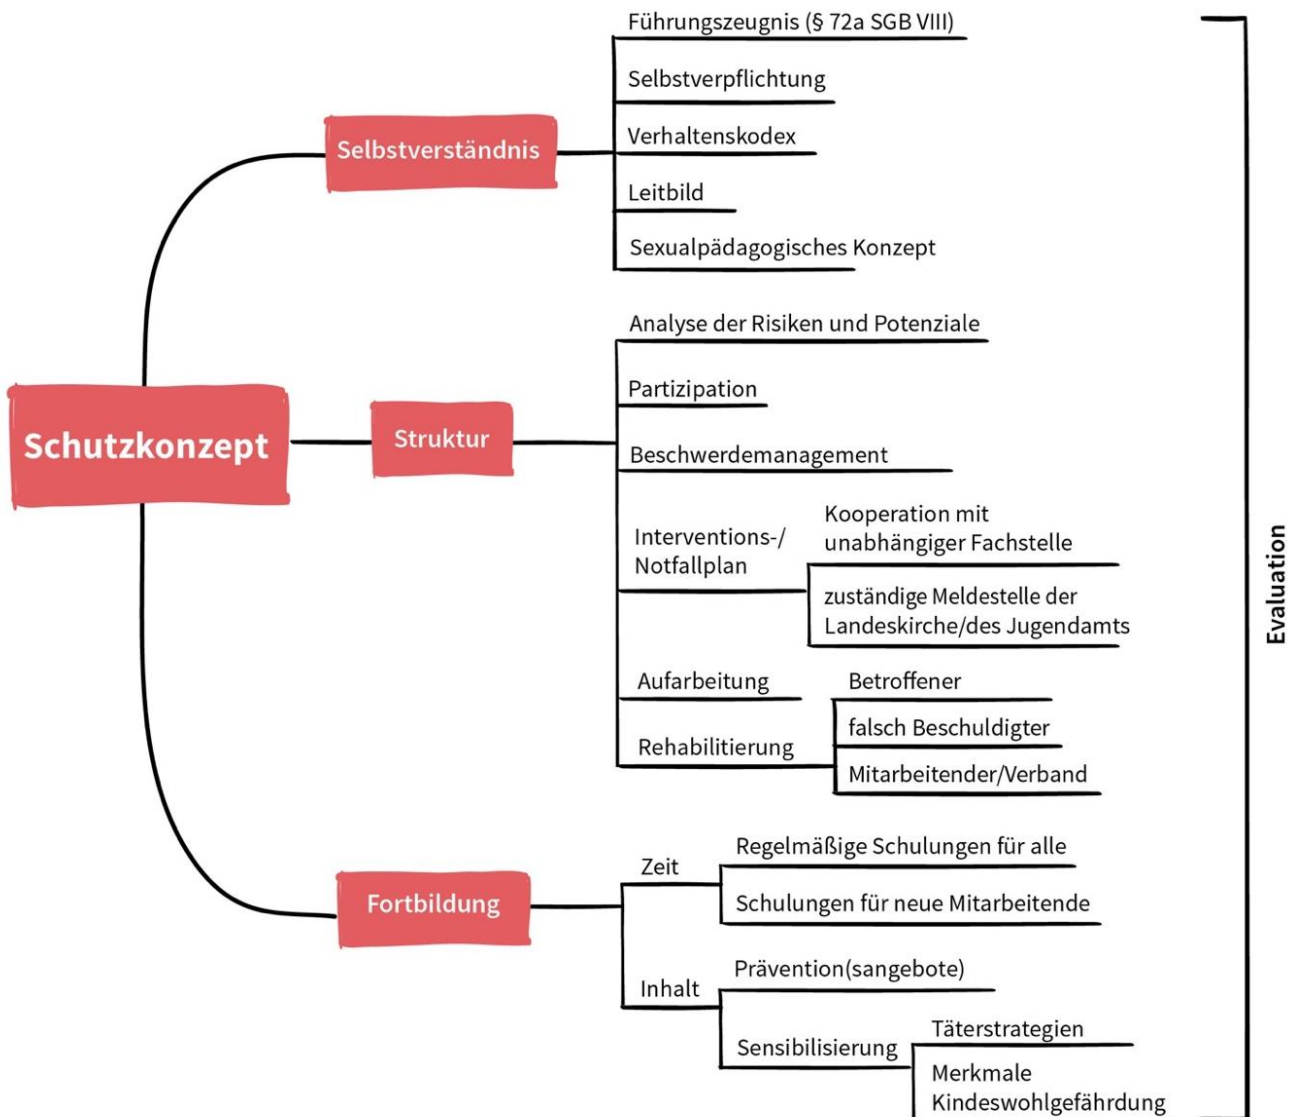 Führungszeugnis (§ 72a SGB VIII)
Selbstverpflichtung
Verhaltenskodex
Leitbild
Sexualpädagogisches Konzept
Selbstverständnis
Schutzkonzept
Struktur
Analyse der Risiken und Potenziale
Partizipation
Beschwerdemanagement
Interventions-/
Notfallplan
Kooperation mit
unabhängiger Fachstelle
zuständige Meldestelle der
Landeskirche/des Jugendamts
Aufarbeitung
Rehabilitierung
Betroffener
falsch Beschuldigter
Mitarbeitender/Verband
Fortbildung
Zeit
Regelmäßige Schulungen für alle
Schulungen für neue Mitarbeitende
Inhalt
Prävention(sangebote)
Sensibilisierung
Täterstrategien
Merkmale
Kindeswohlgefährdung
Evaluation